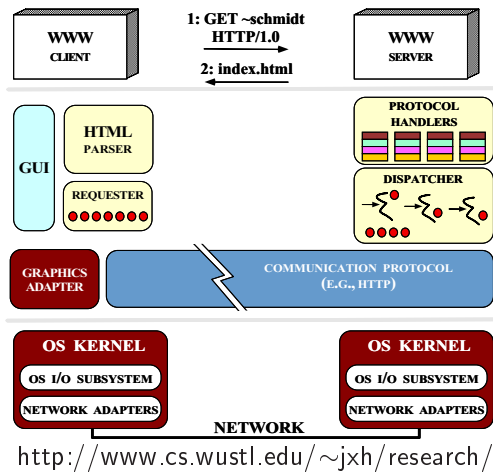 1: GET ~schmidt
HTTP/1.0
WWW
CLIENT
WWW
SERVER
2: index.html
GUI
HTML
PARSER
REQUESTER
PROTOCOL
HANDLERS
DISPATCHER
GRAPHICS
ADAPTER
COMMUNICATION PROTOCOL
(E.G., HTTP)
OS KERNEL
OS I/O SUBSYSTEM
NETWORK ADAPTERS
OS KERNEL
OS I/O SUBSYSTEM
NETWORK ADAPTERS
NETWORK
http://www.cs.wustl.edu/~jxh/research/